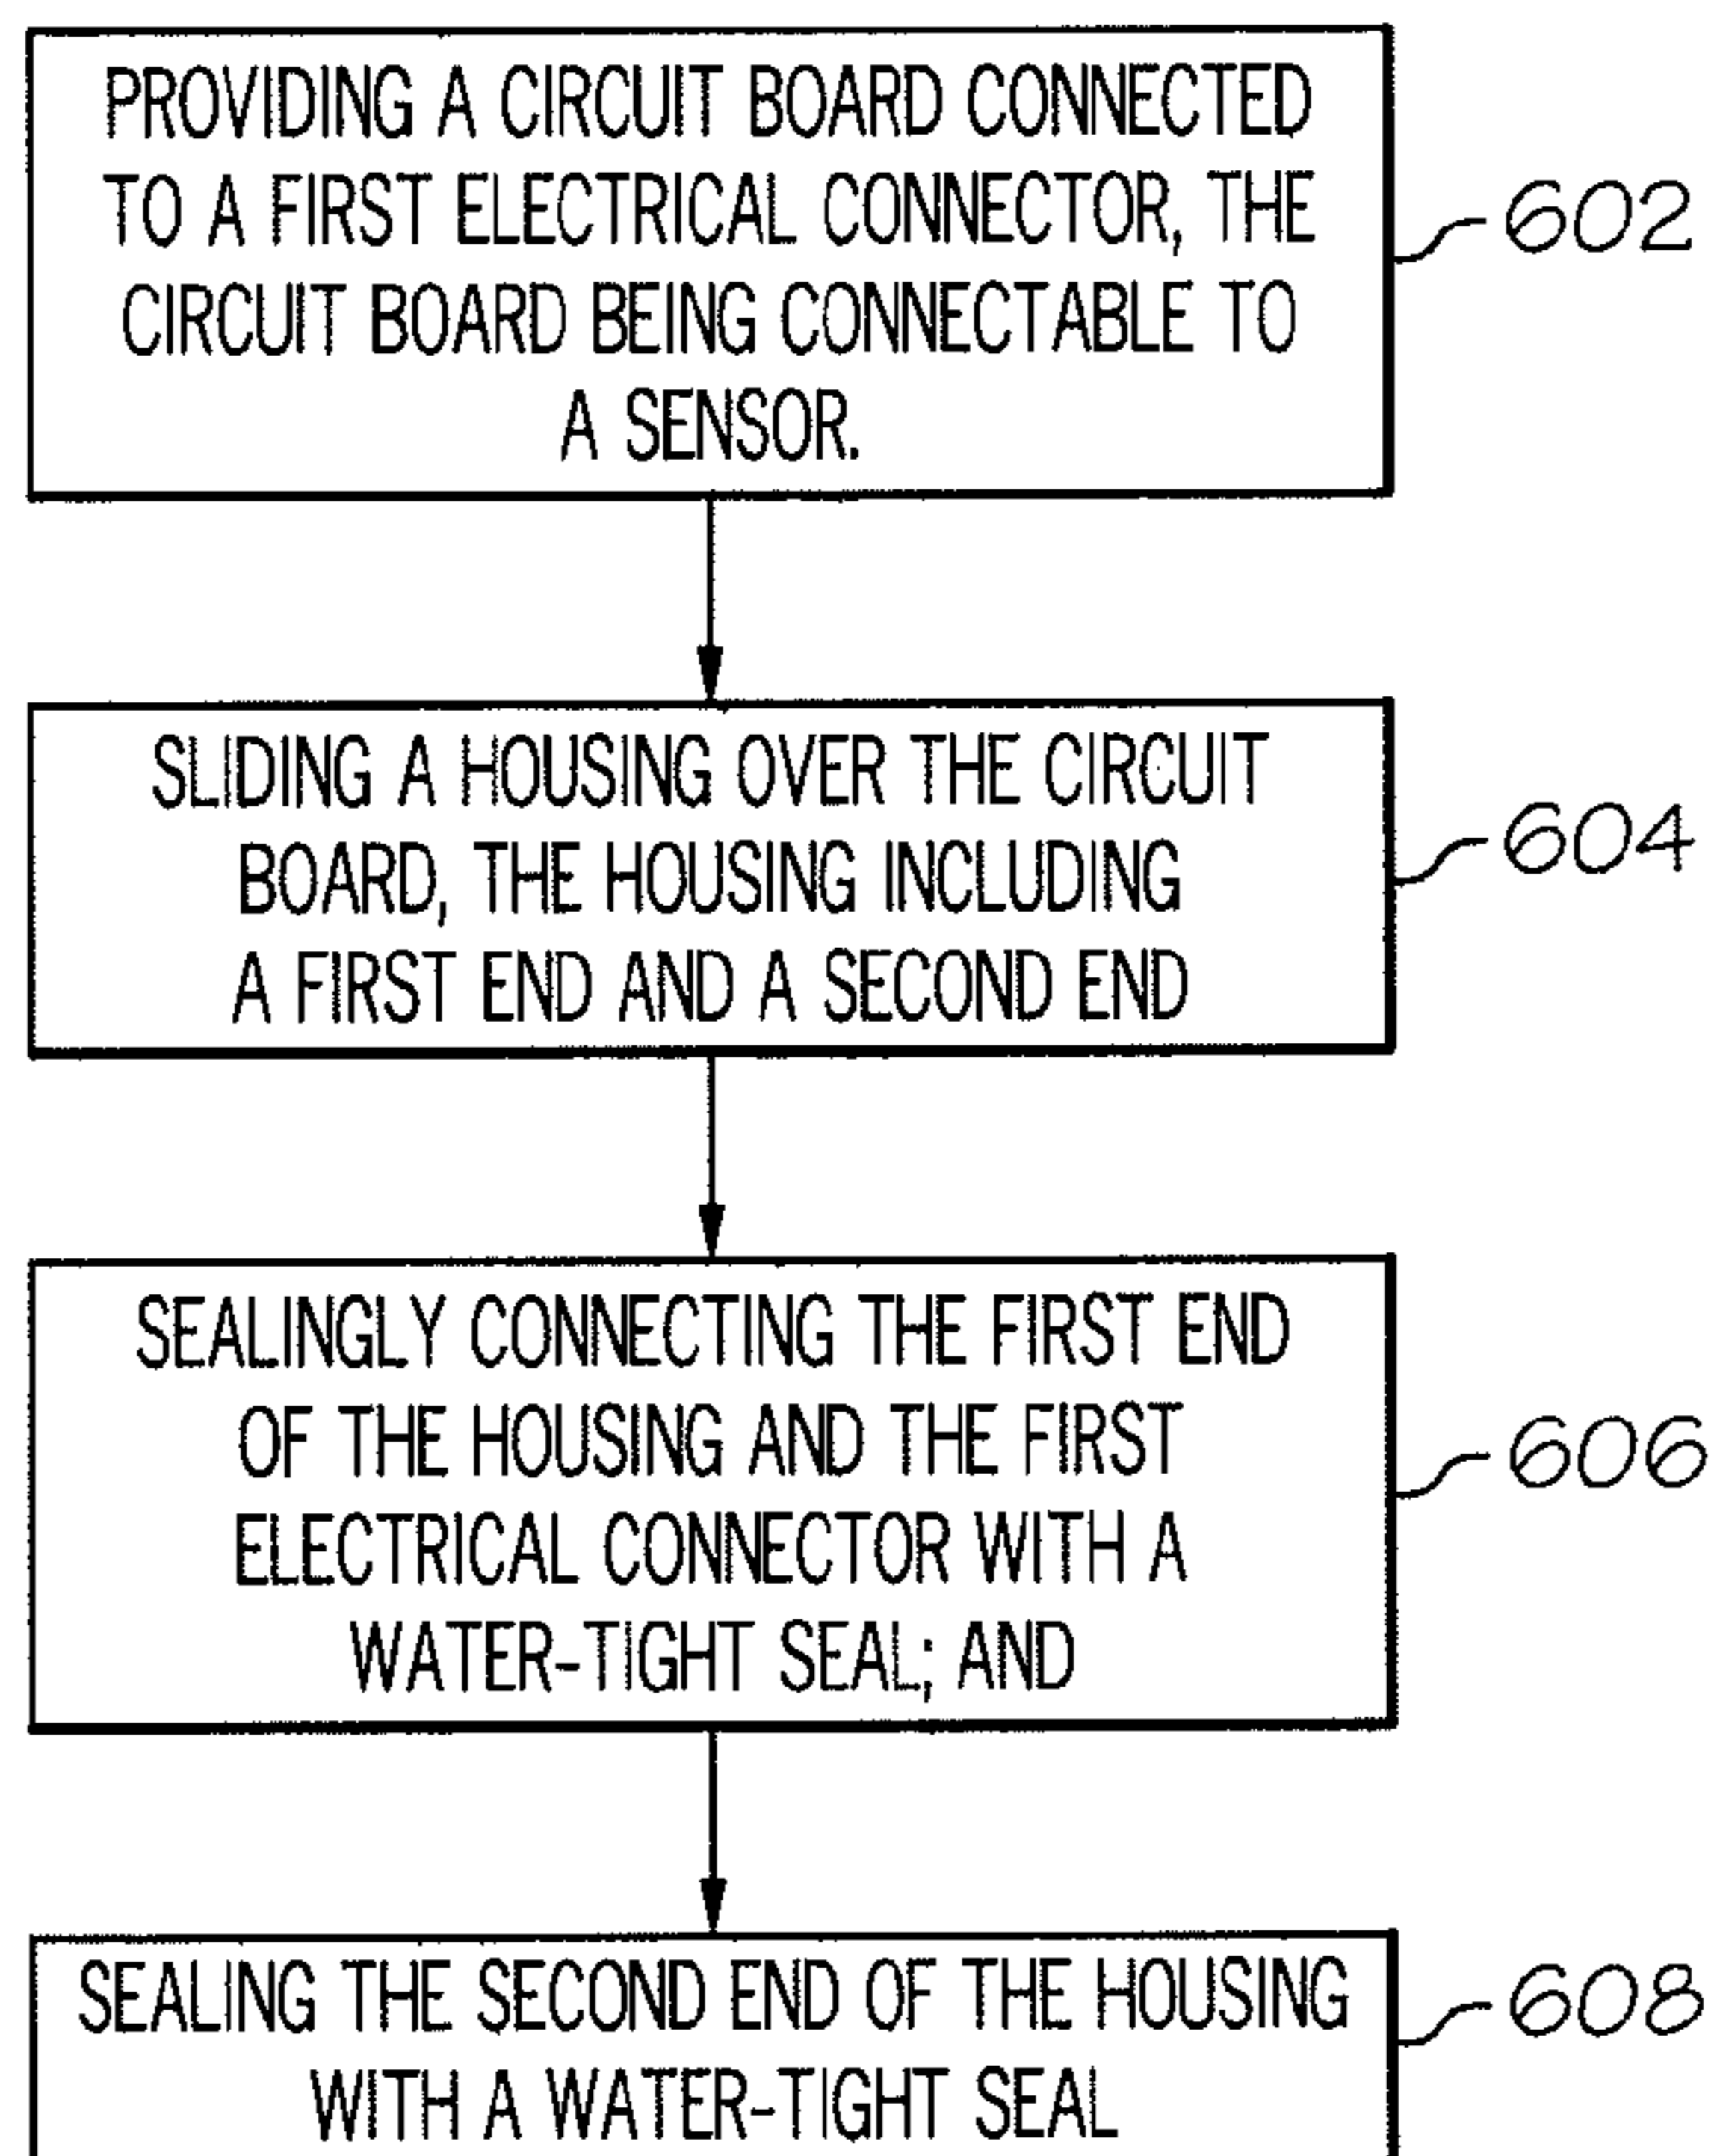 PROVIDING A CIRCUIT BOARD CONNECTED
TO A FIRST ELECTRICAL CONNECTOR, THE
CIRCUIT BOARD BEING CONNECTABLE TO
A SENSOR.
602
SLIDING A HOUSING OVER THE CIRCUIT
BOARD, THE HOUSING INCLUDING
A FIRST END AND A SECOND END
604
SEALINGLY CONNECTING THE FIRST END
OF THE HOUSING AND THE FIRST
ELECTRICAL CONNECTOR WITH A
WATER-TIGHT SEAL; AND
606
SEALING THE SECOND END OF THE HOUSING
WITH A WATER-TIGHT SEAL
608